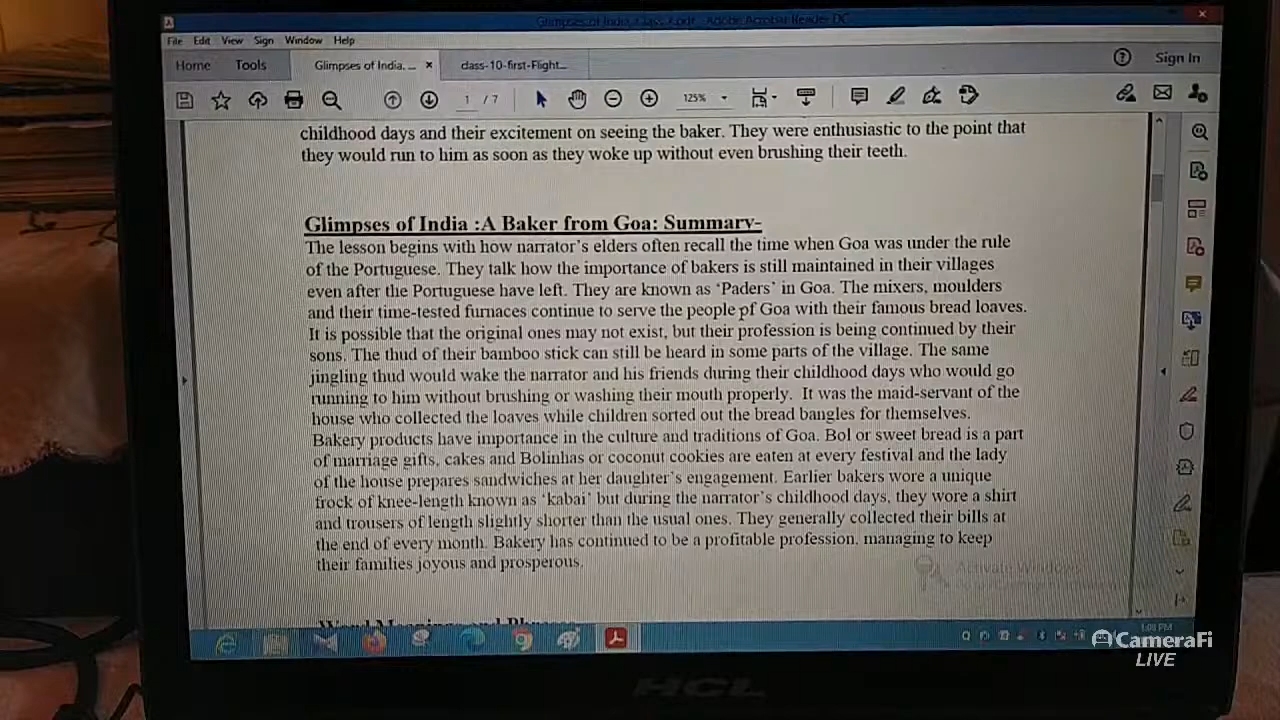 Glimpses of India, Class Code - Adobe Acrobat Reader DC
File Edit View Sign Window Help
Home Tools Glimpses of India, ... × class-10-first-Flight... Sign In
1 / 7 125%
childhood days and their excitement on seeing the baker. They were enthusiastic to the point that
they would run to him as soon as they woke up without even brushing their teeth.
Glimpses of India :A Baker from Goa: Summary-
The lesson begins with how narrator's elders often recall the time when Goa was under the rule
of the Portuguese. They talk how the importance of bakers is still maintained in their villages
even after the Portuguese have left. They are known as 'Paders' in Goa. The mixers, moulders
and their time-tested furnaces continue to serve the people of Goa with their famous bread loaves.
It is possible that the original ones may not exist, but their profession is being continued by their
sons. The thud of their bamboo stick can still be heard in some parts of the village. The same
jingling thud would wake the narrator and his friends during their childhood days who would go
running to him without brushing or washing their mouth properly. It was the maid-servant of the
house who collected the loaves while children sorted out the bread bangles for themselves.
Bakery products have importance in the culture and traditions of Goa. Bol or sweet bread is a part
of marriage gifts, cakes and Bolinhas or coconut cookies are eaten at every festival and the lady
of the house prepares sandwiches at her daughter's engagement. Earlier bakers wore a unique
frock of knee-length known as 'kabai' but during the narrator's childhood days, they wore a shirt
and trousers of length slightly shorter than the usual ones. They generally collected their bills at
the end of every month. Bakery has continued to be a profitable profession, managing to keep
their families joyous and prosperous.
Activate Windows
1:08 PM
CameraFi
LIVE
HCL